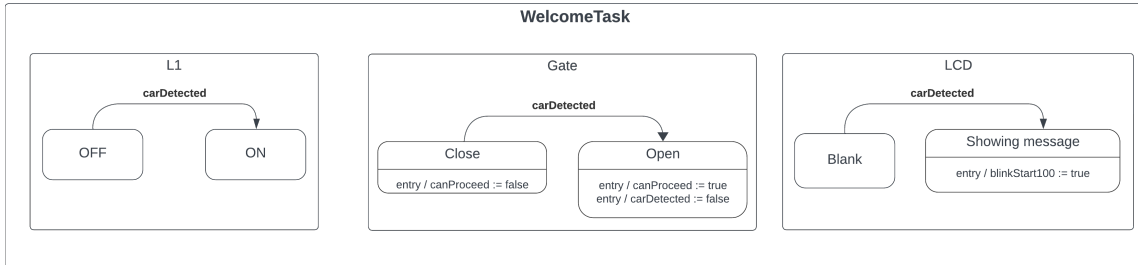 WelcomeTask
L1
carDetected
OFF
ON
Gate
carDetected
Close
entry / canProceed := false
Open
entry / canProceed := true
entry / carDetected := false
LCD
carDetected
Blank
Showing message
entry / blinkStart100 := true